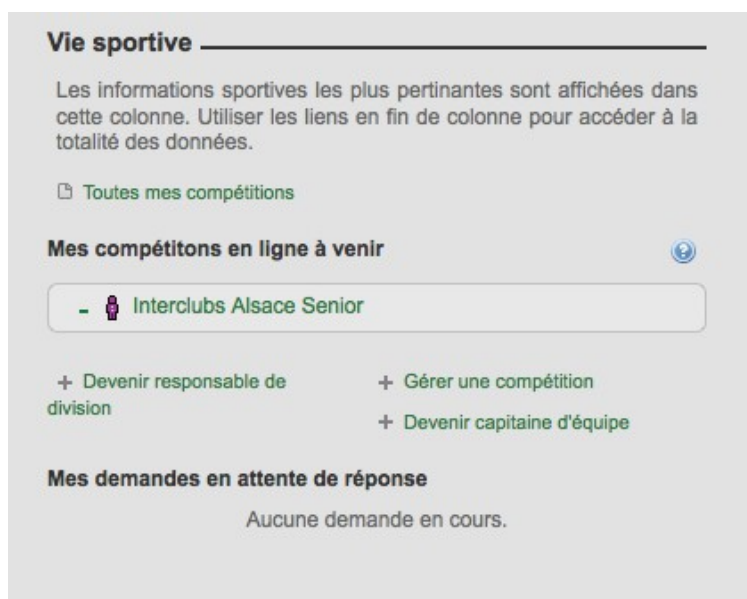 Vie sportive
Les informations sportives les plus pertinantes sont affichées dans
cette colonne. Utiliser les liens en fin de colonne pour accéder à la
totalité des données.
Toutes mes compétitions
Mes compétitons en ligne à venir
- Interclubs Alsace Senior
+ Devenir responsable de
division
+ Gérer une compétition
+ Devenir capitaine d'équipe
Mes demandes en attente de réponse
Aucune demande en cours.